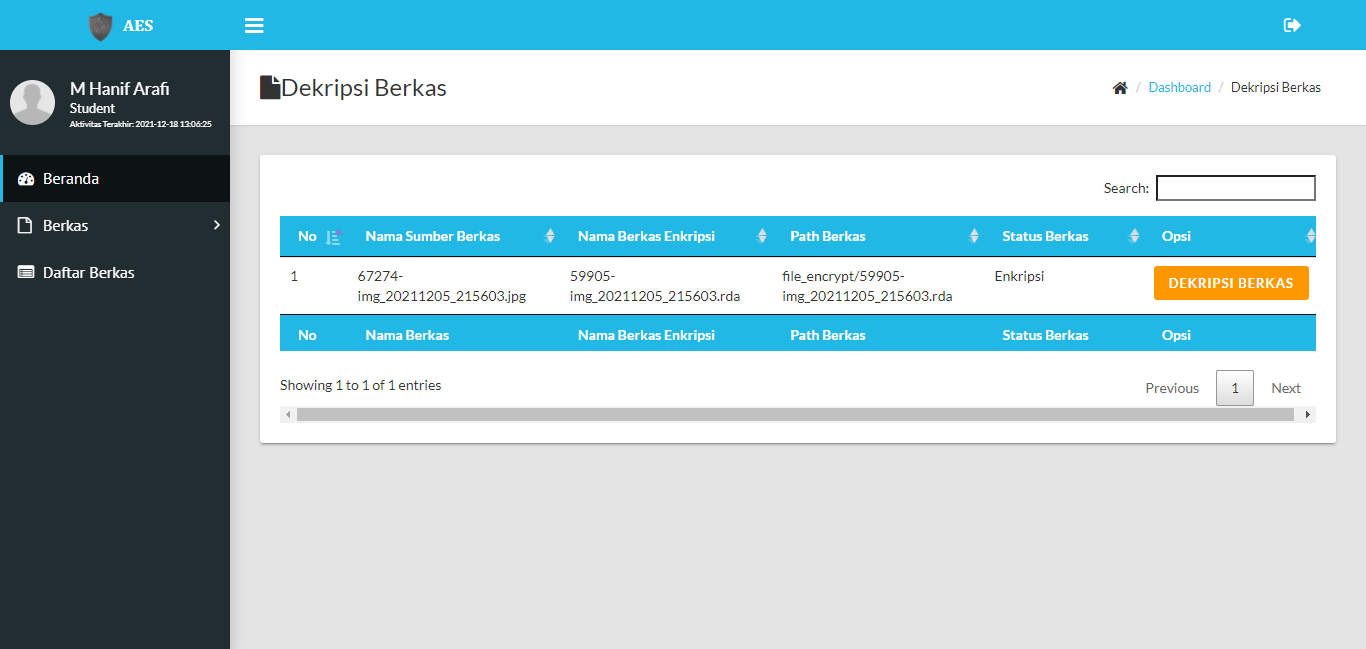 AES
M Hanif Arafi
Student
Aktivitas Terakhir: 2021-12-18 13:06:25
Beranda
Berkas
Daftar Berkas
Dekripsi Berkas
/ Dashboard / Dekripsi Berkas
Search:
No Nama Sumber Berkas Nama Berkas Enkripsi Path Berkas Status Berkas Opsi
1 67274- 59905- file_encrypt/59905- Enkripsi DEKRIPSI BERKAS
img_20211205_215603.jpg img_20211205_215603.rda img_20211205_215603.rda
No Nama Berkas Nama Berkas Enkripsi Path Berkas Status Berkas Opsi
Showing 1 to 1 of 1 entries
Previous 1 Next